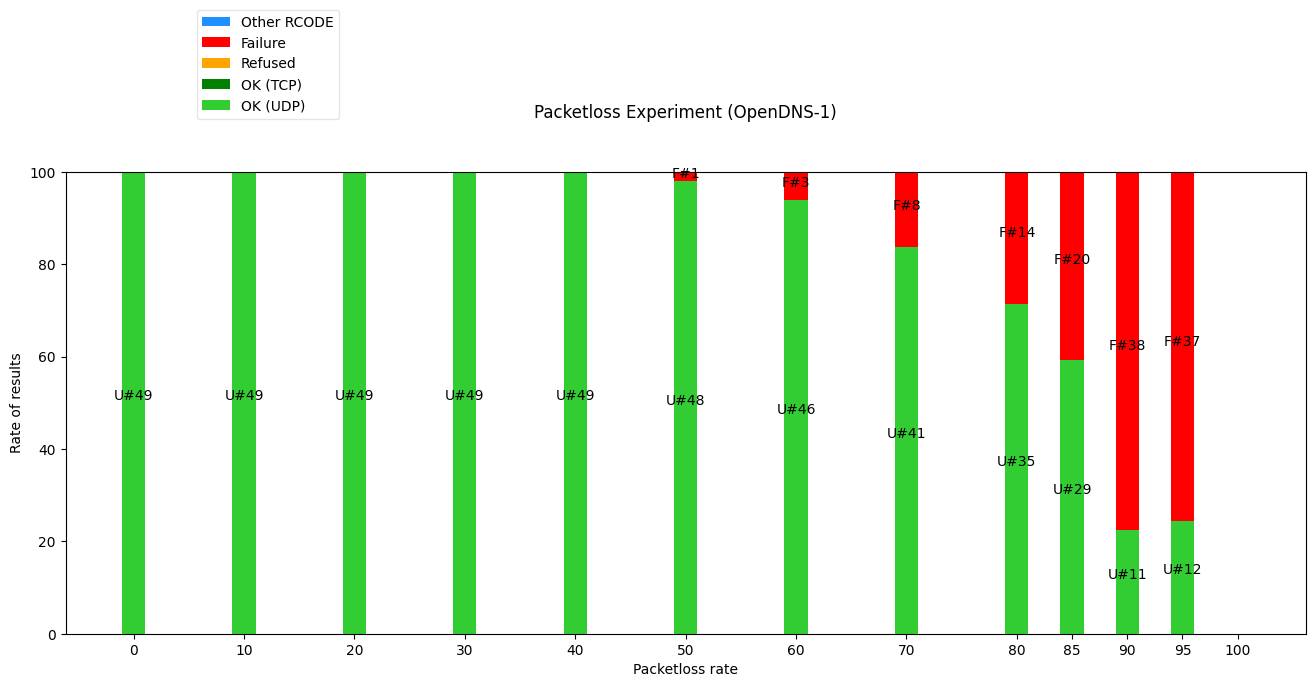 Other RCODE
Failure
Refused
OK (TCP)
OK (UDP)
Packetloss Experiment (OpenDNS-1)
100
80
60
40
20
0
Rate of results
F#1
F#3
F#8
F#14
F#20
F#38
F#37
U#49
U#49
U#49
U#49
U#49
U#48
U#46
U#41
U#35
U#29
U#11
U#12
0 10 20 30 40 50 60 70 80 85 90 95 100
Packetloss rate